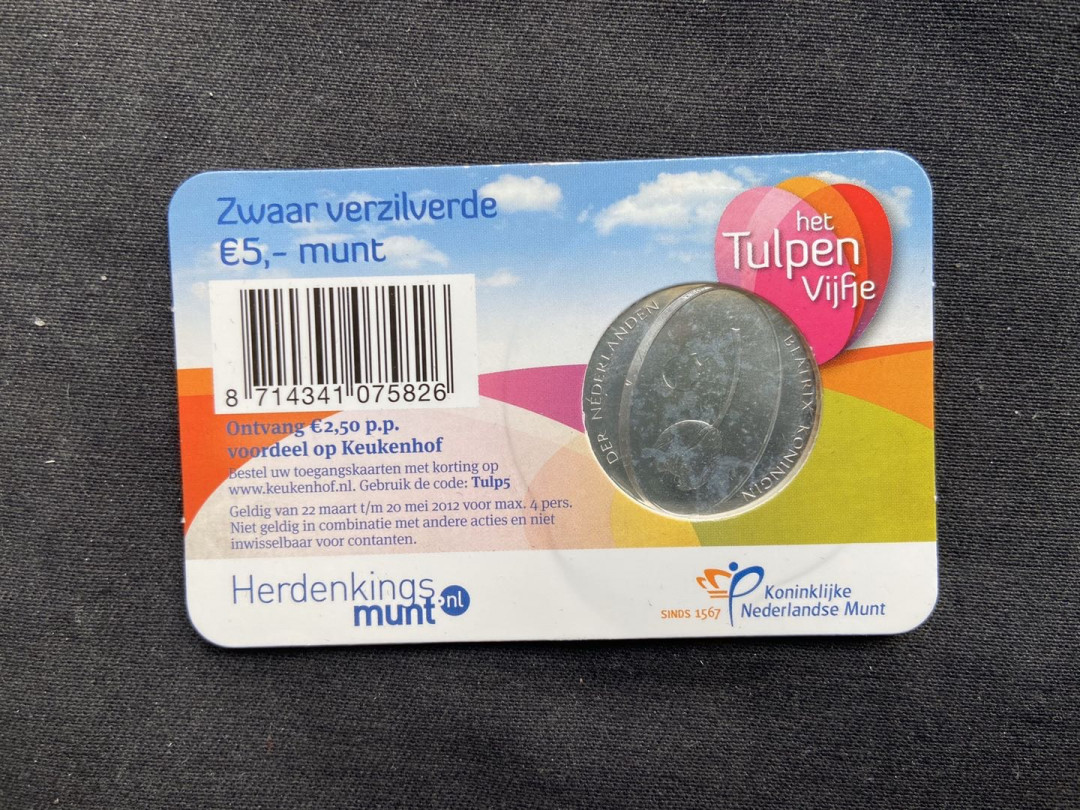 Zwaar verzilverde
€5,- munt
het
Tulpen
Vijfje
8 714341 075826
DER NEDERLANDEN
BEATRIX KONINGIN
Ontvang €2,50 p.p.
voordeel op Keukenhof
Bestel uw toegangskaarten met korting op
www.keukenhof.nl. Gebruik de code: Tulp5
Geldig van 22 maart t/m 20 mei 2012 voor max. 4 pers.
Niet geldig in combinatie met andere acties en niet
inwisselbaar voor contanten.
Herdenkings
munt.nl
SINDS 1567
Koninklijke
Nederlandse Munt